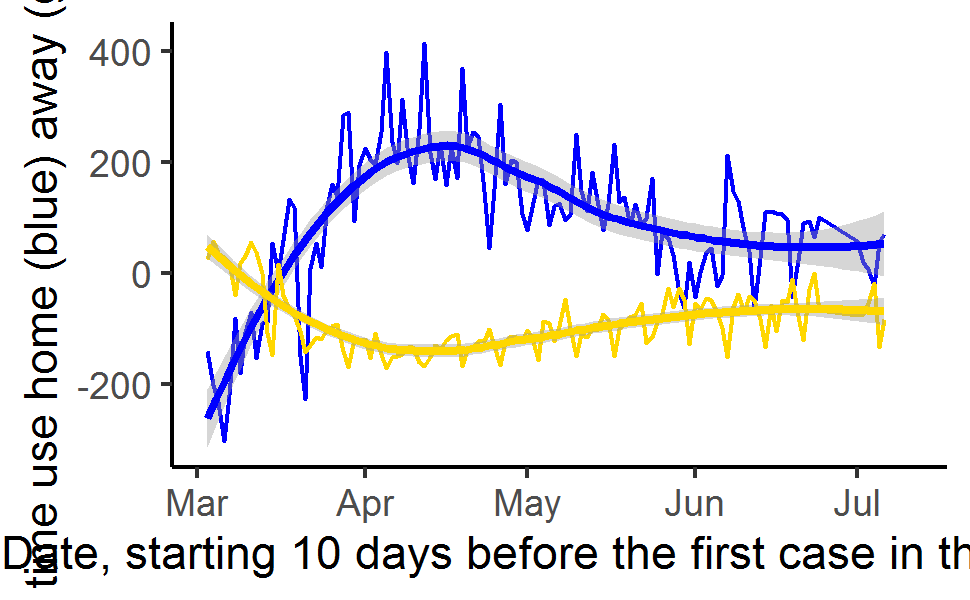 time use home (blue) away (
400
200
0
-200
Mar Apr May Jun Jul
Date, starting 10 days before the first case in th